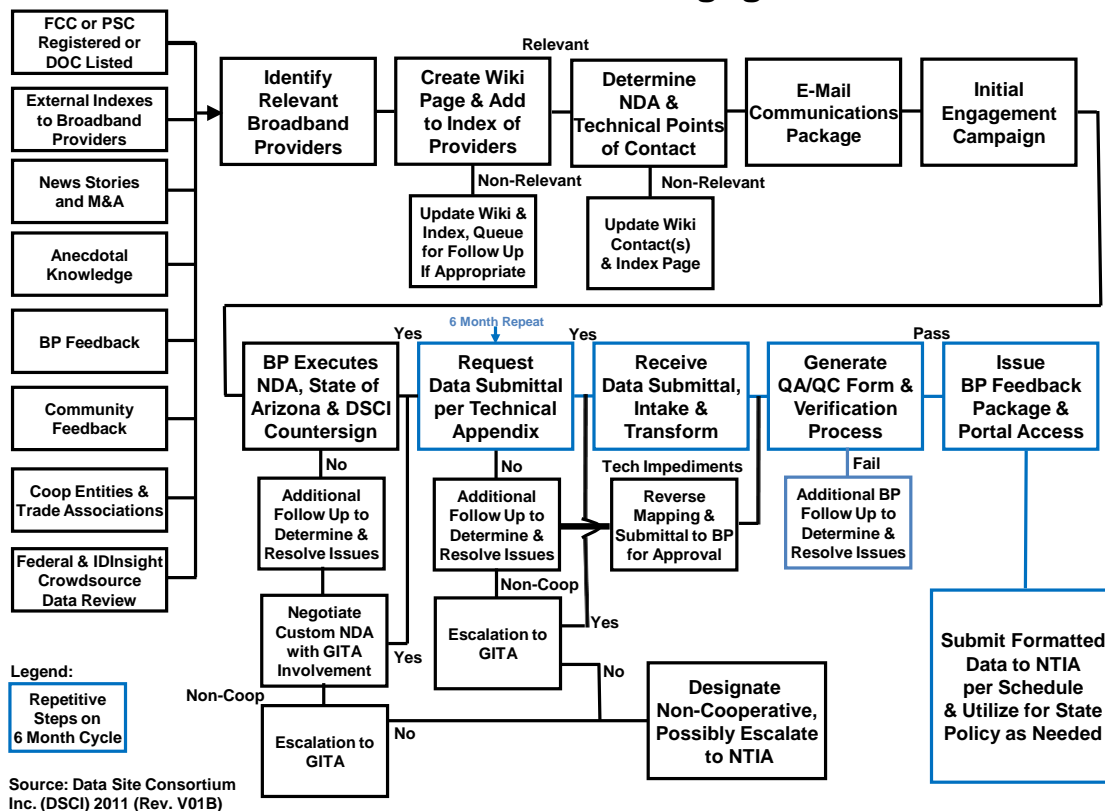 FCC or PSC
Registered or
DOC Listed
External Indexes
to Broadband
Providers
News Stories
and M&A
Anecdotal
Knowledge
BP Feedback
Community
Feedback
Coop Entities &
Trade Associations
Federal & IDInsight
Crowdsource
Data Review
Identify
Relevant
Broadband
Providers
Create Wiki
Page & Add
to Index of
Providers
Relevant
Determine
NDA &
Technical Points
of Contact
E-Mail
Communications
Package
Initial
Engagement
Campaign
Non-Relevant
Update Wiki &
Index, Queue
for Follow Up
If Appropriate
Non-Relevant
Update Wiki
Contact(s)
& Index Page
BP Executes
NDA, State of
Arizona & DSCI
Countersign
Yes
6 Month Repeat
Request
Data Submittal
per Technical
Appendix
Yes
Receive
Data Submittal,
Intake &
Transform
Generate
QA/QC Form &
Verification
Process
Pass
Issue
BP Feedback
Package &
Portal Access
No
Additional
Follow Up to
Determine &
Resolve Issues
No
Additional
Follow Up to
Determine &
Resolve Issues
Tech Impediments
Reverse
Mapping &
Submittal to BP
for Approval
Fail
Additional BP
Follow Up to
Determine &
Resolve Issues
Negotiate
Custom NDA
with GITA
Involvement
Yes
Non-Coop
Escalation to
GITA
Yes
No
Non-Coop
Escalation to
GITA
No
Designate
Non-Cooperative,
Possibly Escalate
to NTIA
Submit Formatted
Data to NTIA
per Schedule
& Utilize for State
Policy as Needed
Legend:
Repetitive
Steps on
6 Month Cycle
Source: Data Site Consortium
Inc. (DSCI) 2011 (Rev. V01B)